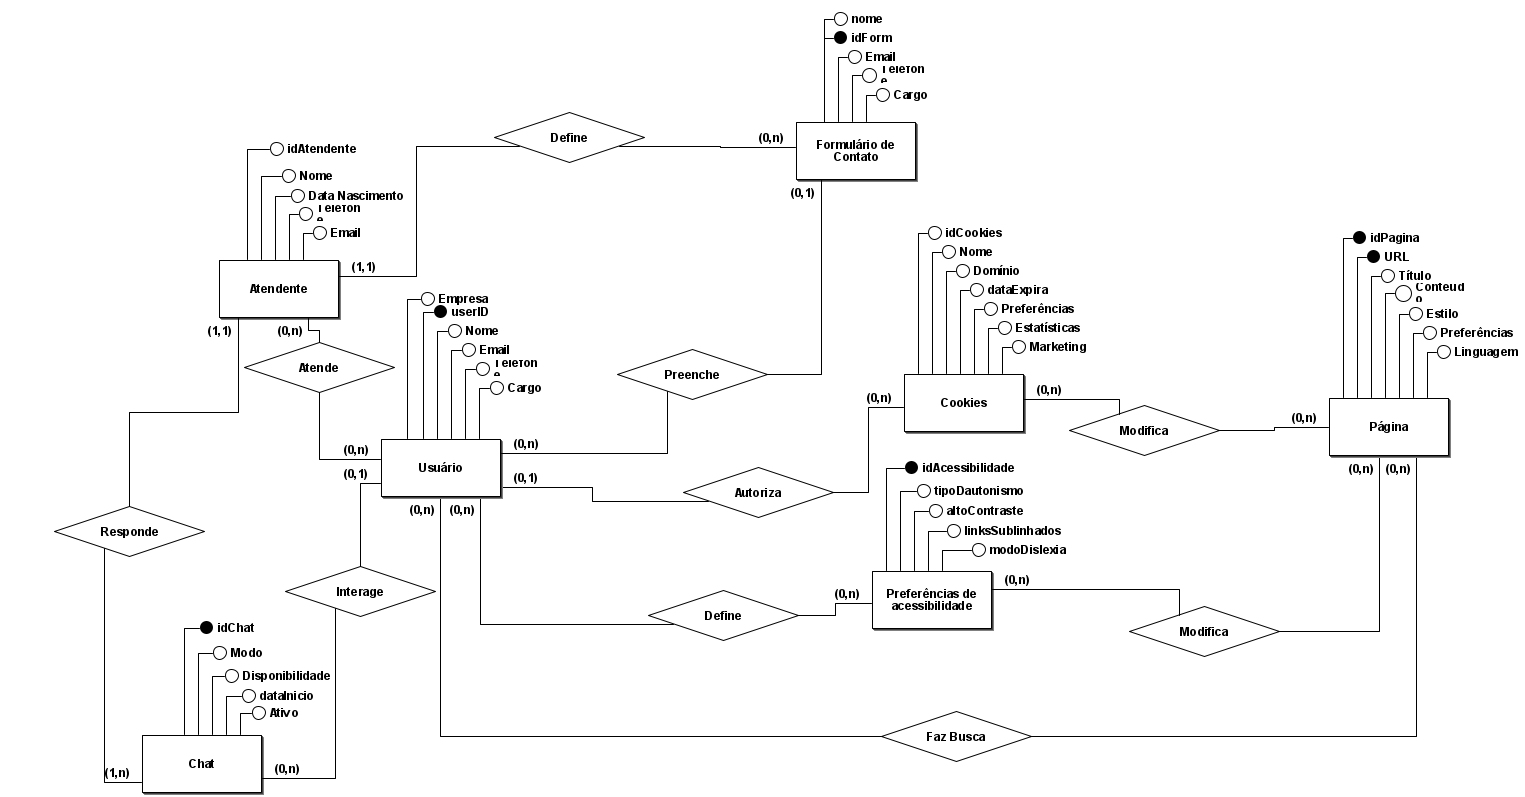 nome
idForm
Email
Telefon
e
Cargo
Formulário de
Contato
(0,n)
(0,1)
Define
idAtendente
Nome
Data Nascimento
Telefon
e
Email
Atendente
(1,1)
(1,1)
(0,n)
Atende
Empresa
userID
Nome
Email
Telefon
e
Cargo
Usuário
(0,n)
(0,1)
(0,n)
(0,1)
(0,n)
(0,n)
Preenche
idCookies
Nome
Domínio
dataExpira
Preferências
Estatísticas
Marketing
Cookies
(0,n)
(0,n)
Modifica
idPagina
URL
Título
Conteud
o
Estilo
Preferências
Linguagem
Página
(0,n)
(0,n)
(0,n)
Autoriza
idAcessibilidade
tipoDautonismo
altoContraste
linksSublinhados
modoDislexia
Preferências de
acessibilidade
(0,n)
(0,n)
Define
Modifica
Responde
Interage
idChat
Modo
Disponibilidade
dataInicio
Ativo
Chat
(1,n)
(0,n)
Faz Busca